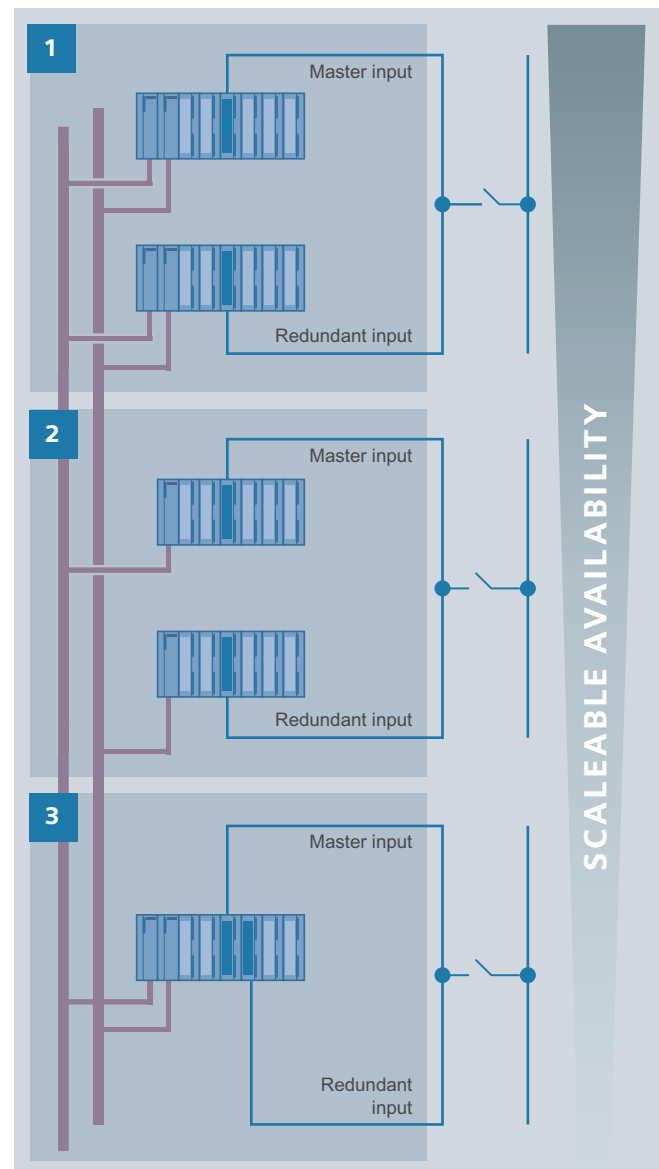 1
Master input
Redundant input
2
Master input
Redundant input
3
Master input
Redundant
input
SCALEABLE AVAILABILITY